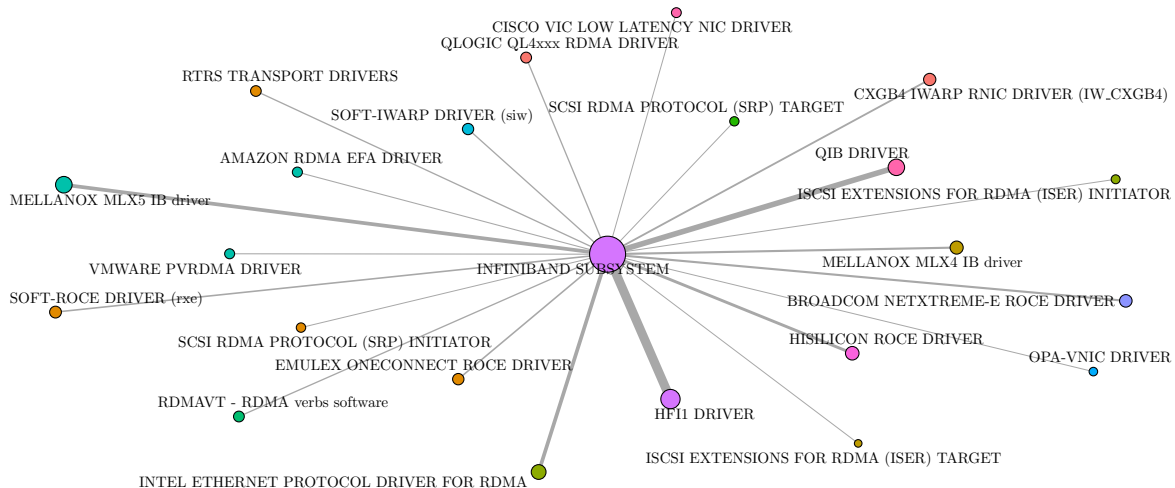 CISCO VIC LOW LATENCY NIC DRIVER
QLOGIC QL4xxx RDMA DRIVER
RTRS TRANSPORT DRIVERS
CXGB4 IWARP RNIC DRIVER (IW_CXGB4)
SCSI RDMA PROTOCOL (SRP) TARGET
SOFT-IWARP DRIVER (siw)
QIB DRIVER
AMAZON RDMA EFA DRIVER
ISCSI EXTENSIONS FOR RDMA (ISER) INITIATOR
MELLANOX MLX5 IB driver
MELLANOX MLX4 IB driver
VMWARE PVRDMA DRIVER
INFINIBAND SUBSYSTEM
SOFT-ROCE DRIVER (rxe)
BROADCOM NETXTREME-E ROCE DRIVER
HISILICON ROCE DRIVER
SCSI RDMA PROTOCOL (SRP) INITIATOR
OPA-VNIC DRIVER
EMULEX ONECONNECT ROCE DRIVER
RDMAVT - RDMA verbs software
HFI1 DRIVER
ISCSI EXTENSIONS FOR RDMA (ISER) TARGET
INTEL ETHERNET PROTOCOL DRIVER FOR RDMA